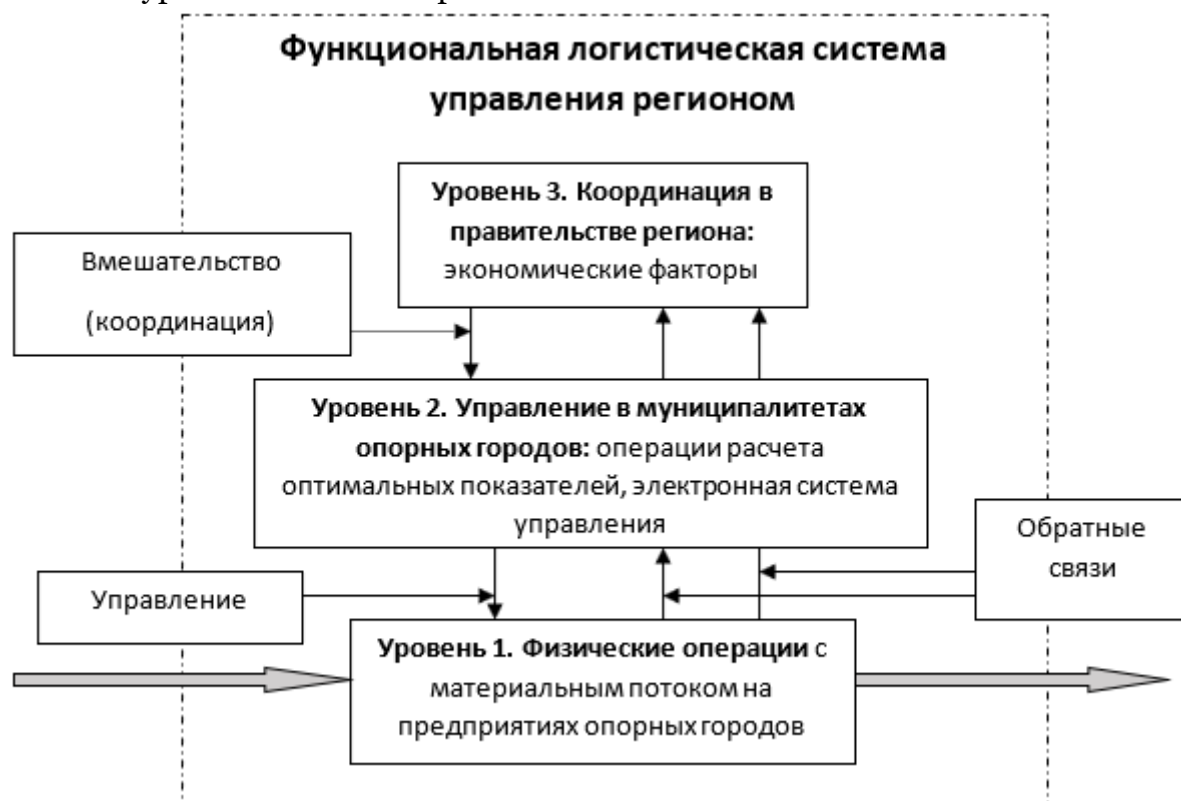 Функциональная логистическая система
управления регионом
Уровень 3. Координация в
правительстве региона:
экономические факторы
Вмешательство
(координация)
Уровень 2. Управление в муниципалитетах
опорных городов: операции расчета
оптимальных показателей, электронная система
управления
Обратные
связи
Управление
Уровень 1. Физические операции с
материальным потоком на
предприятиях опорных городов